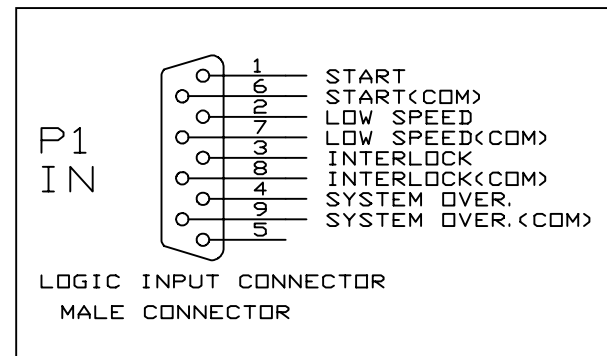 1 START
6 START(COM)
2 LOW SPEED
7 LOW SPEED(COM)
3 INTERLOCK
8 INTERLOCK(COM)
4 SYSTEM OVER.
9 SYSTEM OVER.(COM)
5
P1
IN
LOGIC INPUT CONNECTOR
MALE CONNECTOR